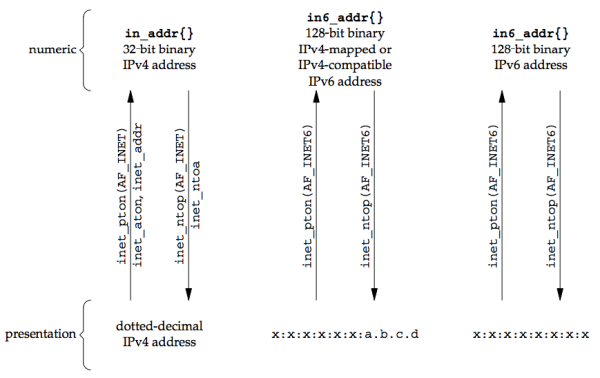 numeric
in_addr{}
32-bit binary
IPv4 address
in6_addr{}
128-bit binary
IPv4-mapped or
IPv4-compatible
IPv6 address
in6_addr{}
128-bit binary
IPv6 address
inet_pton(AF_INET)
inet_aton, inet_addr
inet_ntop(AF_INET)
inet_ntoa
inet_pton(AF_INET6)
inet_ntop(AF_INET6)
inet_pton(AF_INET6)
inet_ntop(AF_INET6)
presentation
dotted-decimal
IPv4 address
x:x:x:x:x:x:a.b.c.d
x:x:x:x:x:x:x:x